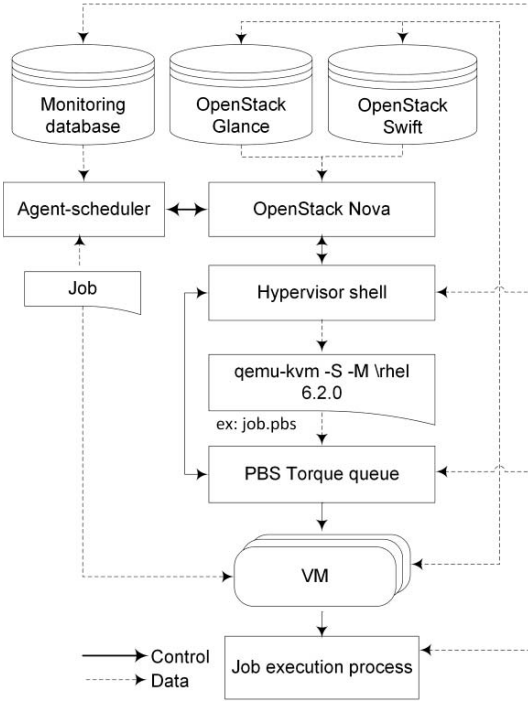 Monitoring
database
OpenStack
Glance
OpenStack
Swift
Agent-scheduler
OpenStack Nova
Job
Hypervisor shell
qemu-kvm -S -M \rhel
6.2.0
ex: job.pbs
PBS Torque queue
VM
Control
Data
Job execution process